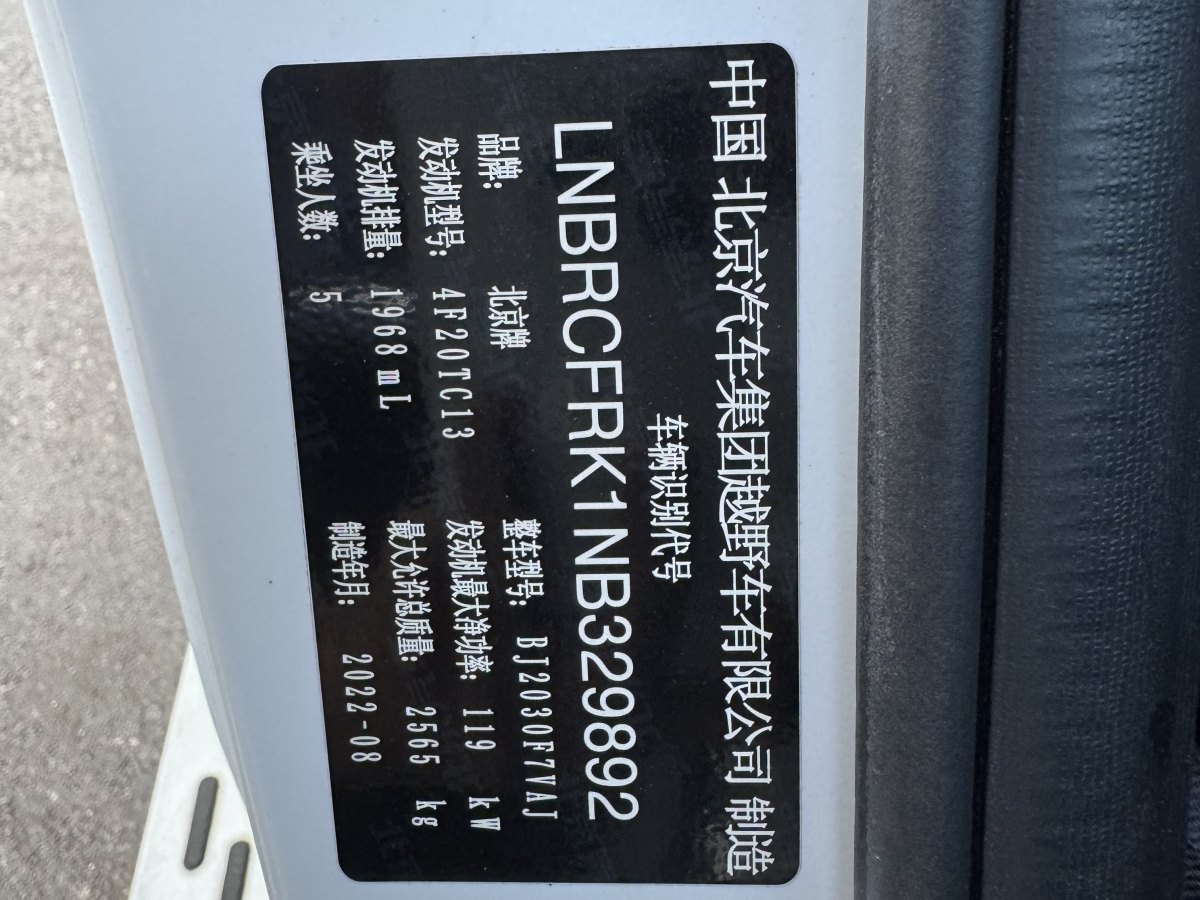 中国 北京汽车集团越野车有限公司 制造
车辆识别代号
LNBRCFRK1NB329892
品牌: 北京牌 整车型号: BJ2030F7VAJ
发动机型号: 4F20TC13 发动机最大净功率: 119 kW
发动机排量: 1968 mL 最大允许总质量: 2565 kg
乘坐人数: 5 制造年月: 2022-08